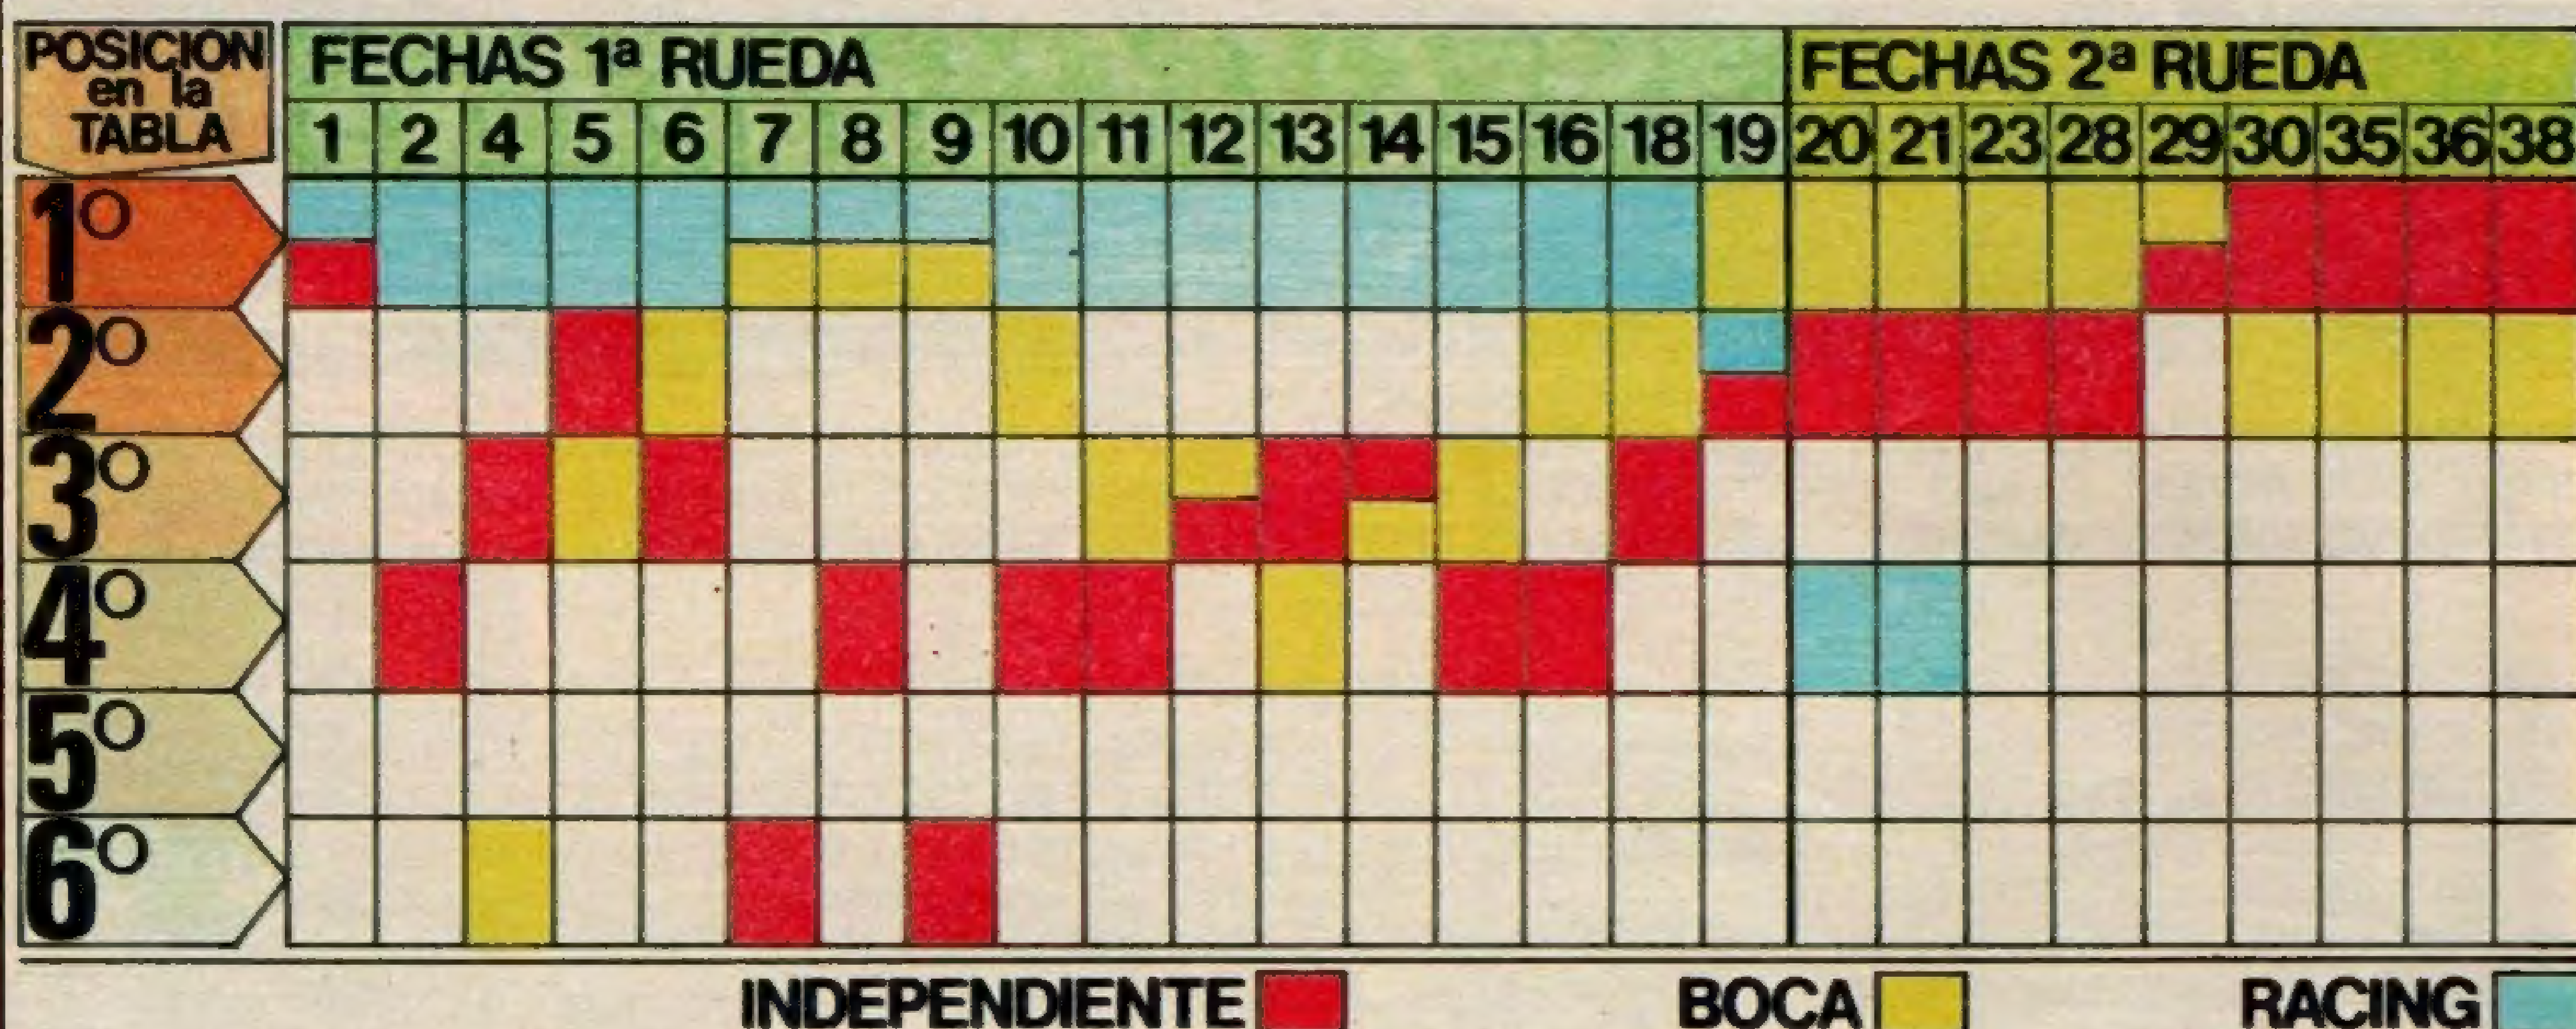 POSICION
en la
TABLA
FECHAS 1ª RUEDA
FECHAS 2ª RUEDA
1 2 4 5 6 7 8 9 10 11 12 13 14 15 16 18 19 20 21 23 28 29 30 35 36 38
1º
2º
3º
4º
5º
6º
INDEPENDIENTE
BOCA
RACING